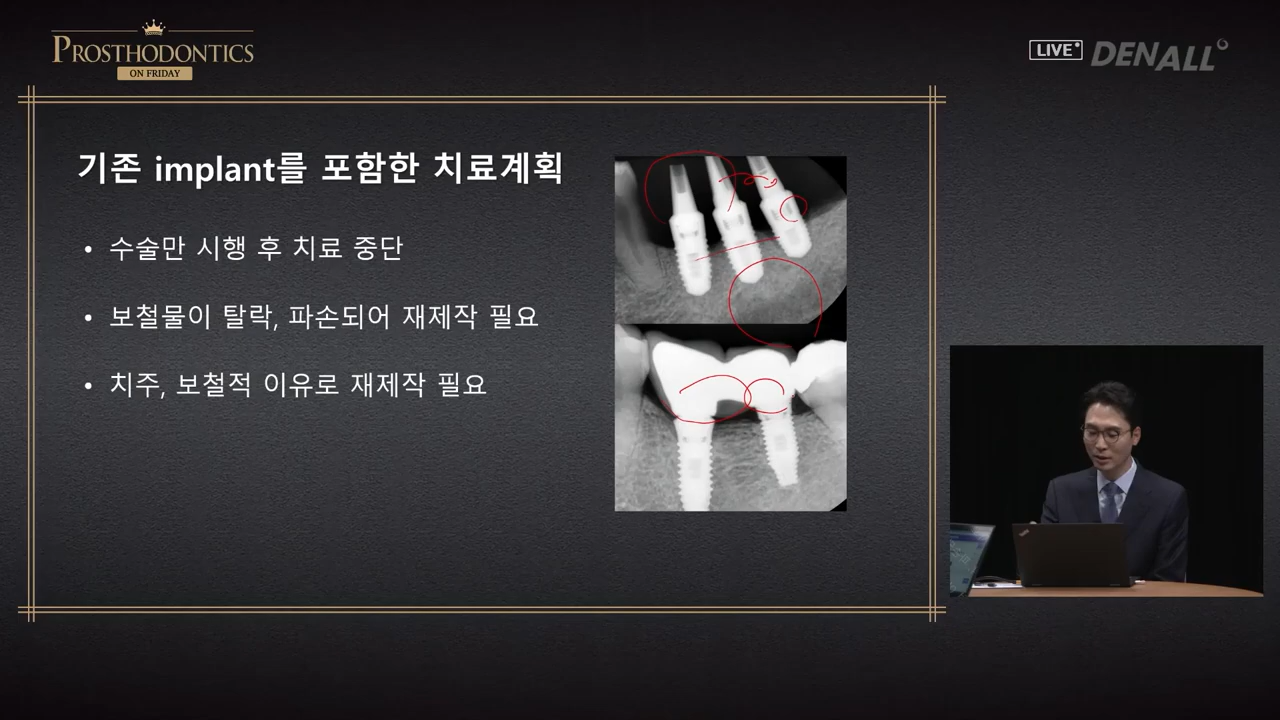 PROSTHODONTICS
ON FRIDAY
LIVE
DENALL
기존 implant를 포함한 치료계획
• 수술만 시행 후 치료 중단
• 보철물이 탈락, 파손되어 재제작 필요
• 치주, 보철적 이유로 재제작 필요